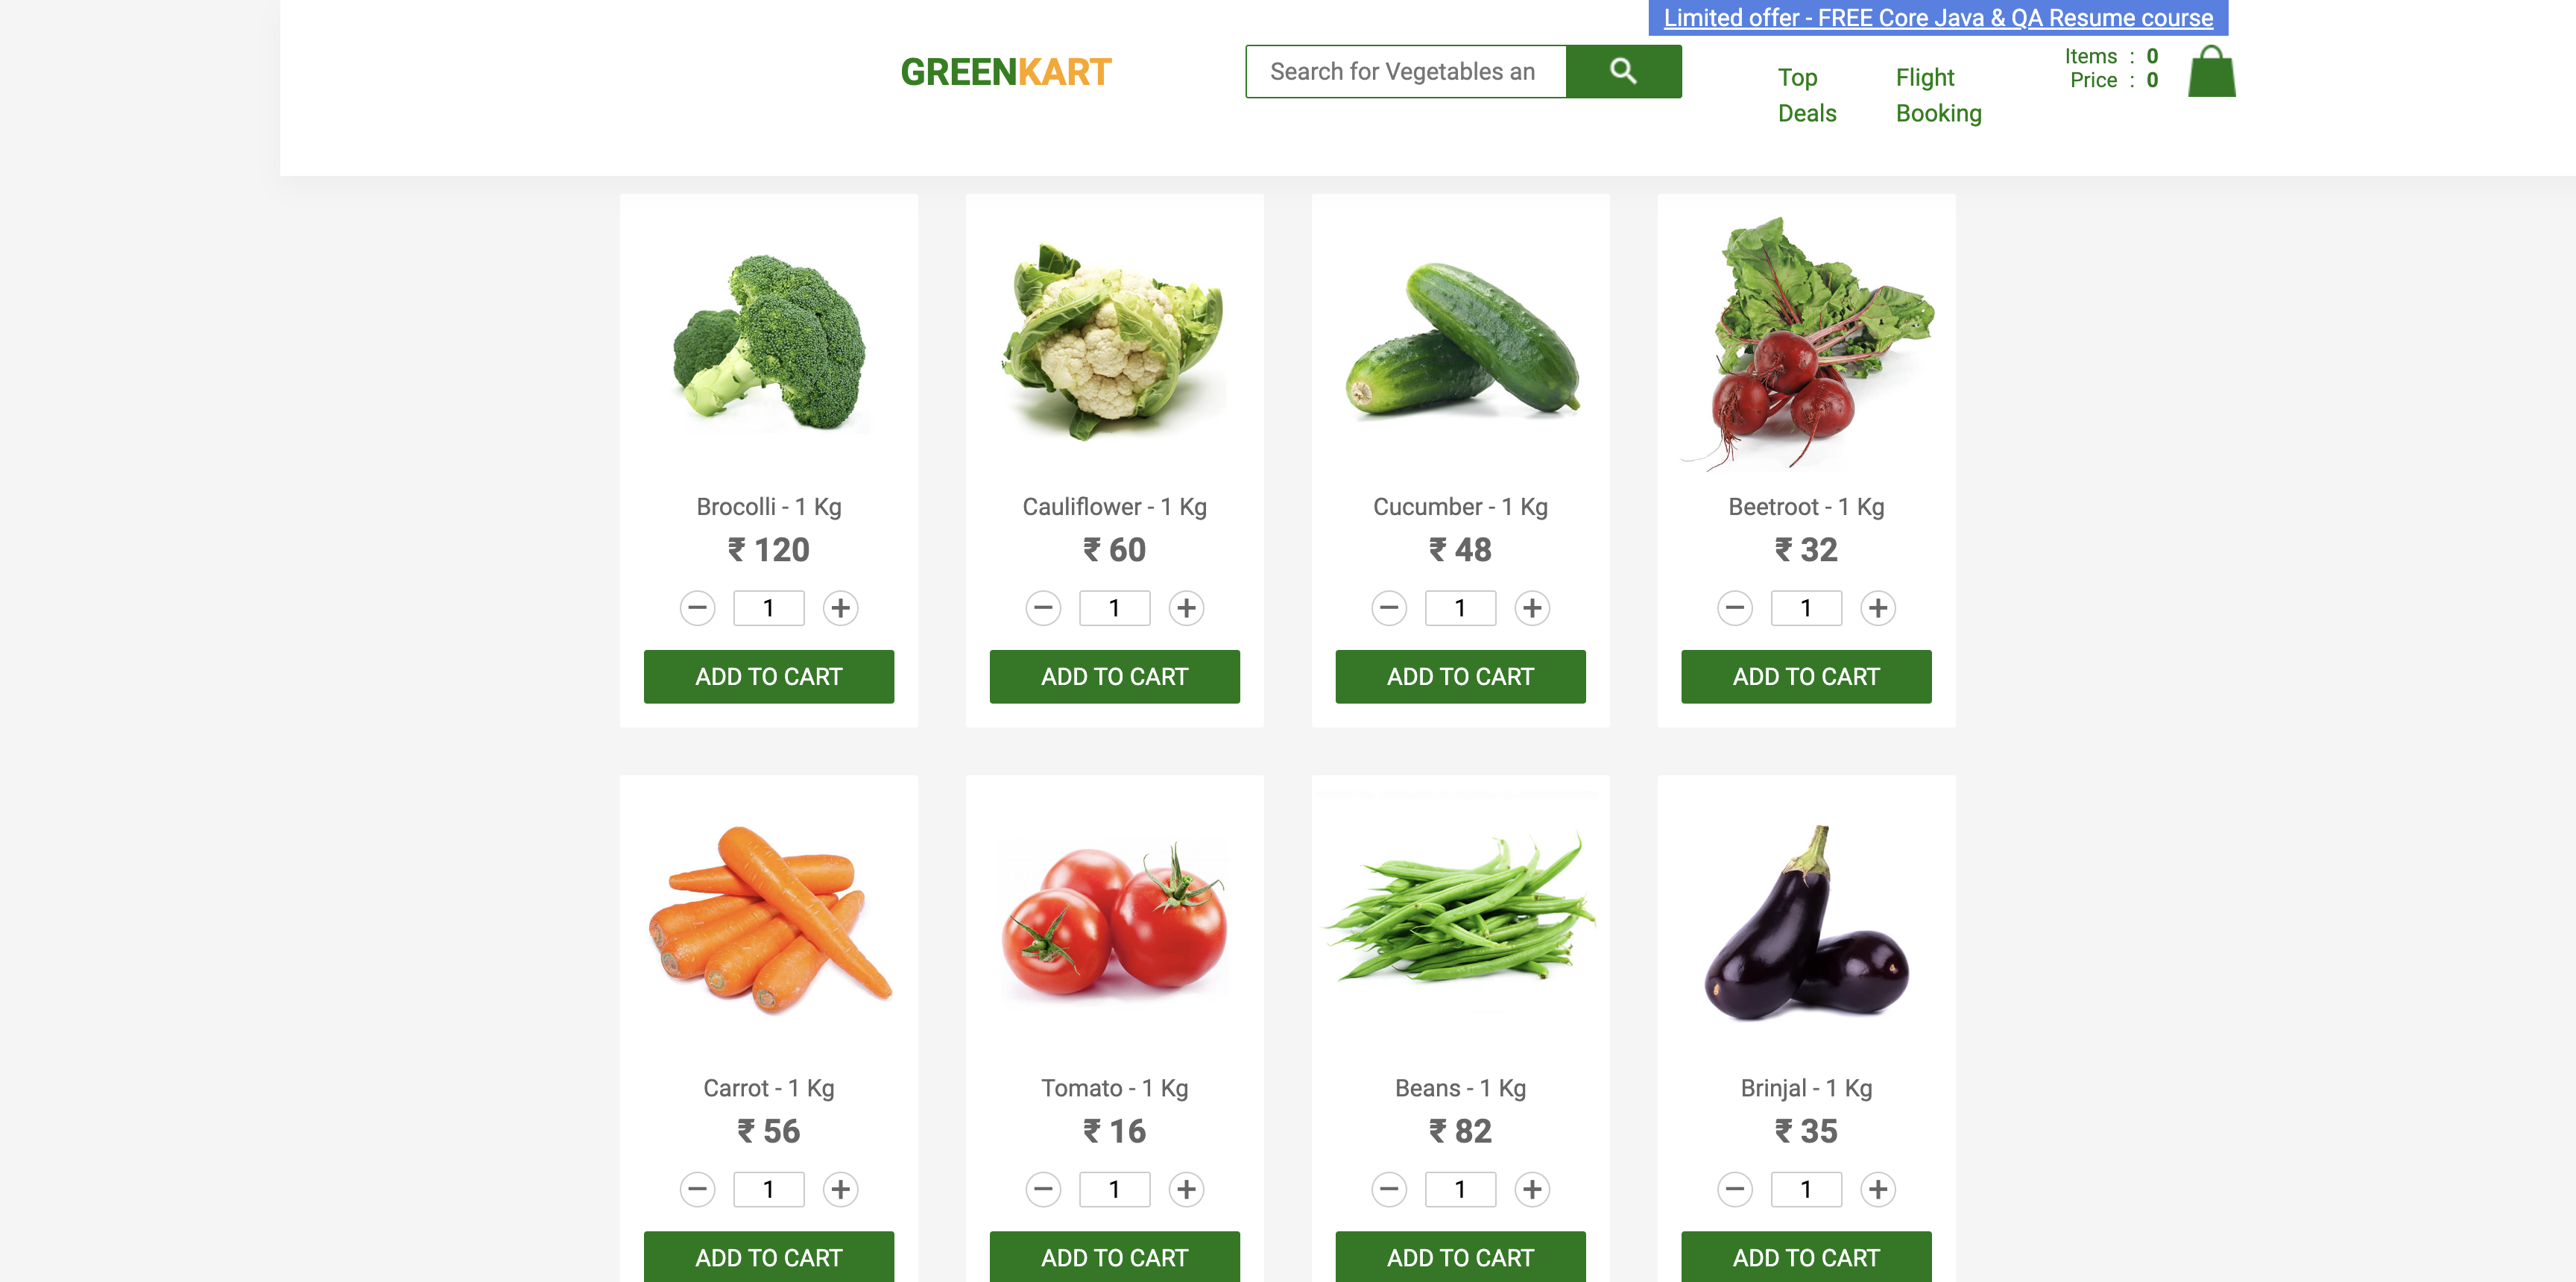 Limited offer - FREE Core Java & QA Resume course
GREENKART
Search for Vegetables an
Top
Deals
Flight
Booking
Items : 0
Price : 0
Brocolli - 1 Kg
₹ 120
1
ADD TO CART
Cauliflower - 1 Kg
₹ 60
1
ADD TO CART
Cucumber - 1 Kg
₹ 48
1
ADD TO CART
Beetroot - 1 Kg
₹ 32
1
ADD TO CART
Carrot - 1 Kg
₹ 56
1
ADD TO CART
Tomato - 1 Kg
₹ 16
1
ADD TO CART
Beans - 1 Kg
₹ 82
1
ADD TO CART
Brinjal - 1 Kg
₹ 35
1
ADD TO CART